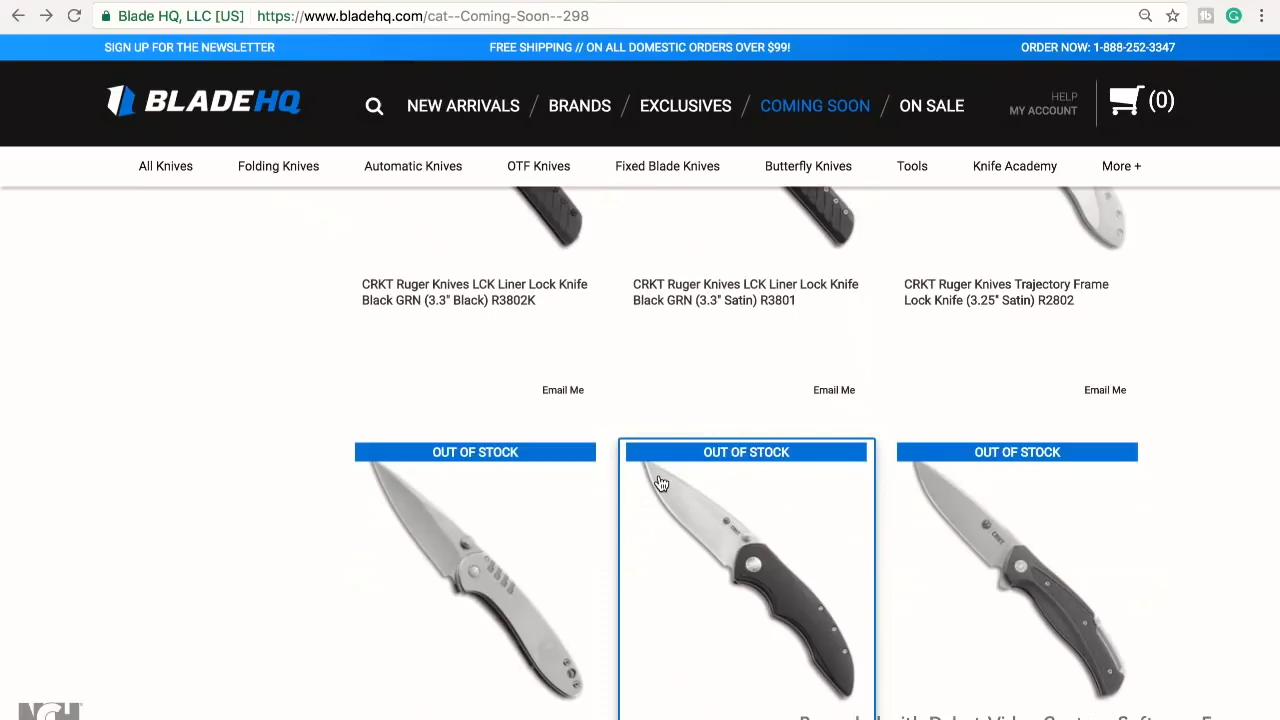 Blade HQ, LLC [US] https://www.bladehq.com/cat--Coming-Soon--298
SIGN UP FOR THE NEWSLETTER FREE SHIPPING // ON ALL DOMESTIC ORDERS OVER $99! ORDER NOW: 1-888-252-3347
BLADEHQ NEW ARRIVALS / BRANDS / EXCLUSIVES / COMING SOON / ON SALE HELP MY ACCOUNT (0)
All Knives Folding Knives Automatic Knives OTF Knives Fixed Blade Knives Butterfly Knives Tools Knife Academy More +
CRKT Ruger Knives LCK Liner Lock Knife
Black GRN (3.3" Black) R3802K
CRKT Ruger Knives LCK Liner Lock Knife
Black GRN (3.3" Satin) R3801
CRKT Ruger Knives Trajectory Frame
Lock Knife (3.25" Satin) R2802
Email Me Email Me Email Me
OUT OF STOCK OUT OF STOCK OUT OF STOCK
CRKT
CRKT
NCH